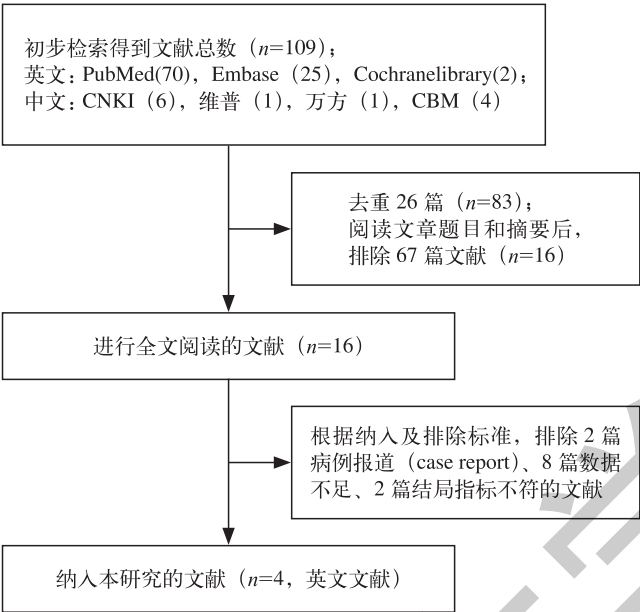 初步检索得到文献总数（n=109）；
英文：PubMed(70)，Embase（25），Cochranelibrary(2)；
中文：CNKI（6），维普（1），万方（1），CBM（4）
去重 26 篇（n=83）；
阅读文章题目和摘要后，
排除 67 篇文献（n=16）
进行全文阅读的文献（n=16）
根据纳入及排除标准，排除 2 篇
病例报道（case report）、8 篇数据
不足、2 篇结局指标不符的文献
纳入本研究的文献（n=4，英文文献）